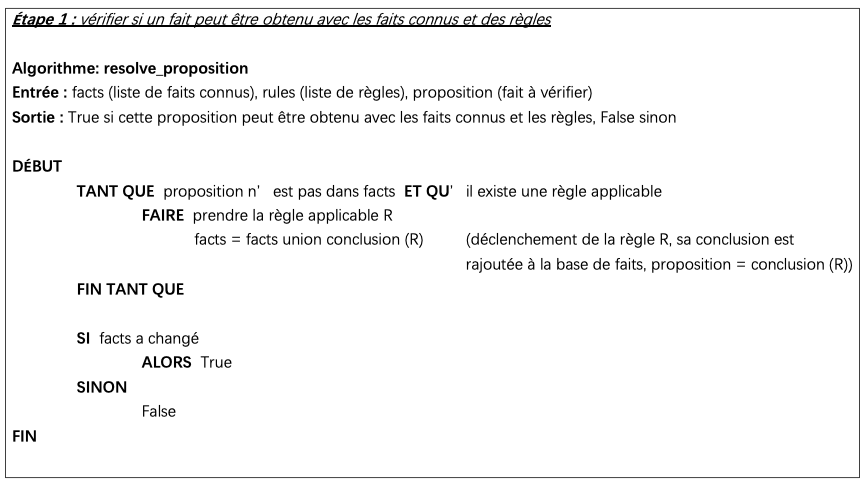 Étape 1 : vérifier si un fait peut être obtenu avec les faits connus et des règles
Algorithme: resolve_proposition
Entrée : facts (liste de faits connus), rules (liste de règles), proposition (fait à vérifier)
Sortie : True si cette proposition peut être obtenu avec les faits connus et les règles, False sinon
DÉBUT
TANT QUE proposition n’ est pas dans facts ET QU’ il existe une règle applicable
FAIRE prendre la règle applicable R
facts = facts union conclusion (R) (déclenchement de la règle R, sa conclusion est
rajoutée à la base de faits, proposition = conclusion (R))
FIN TANT QUE
SI facts a changé
ALORS True
SINON
False
FIN